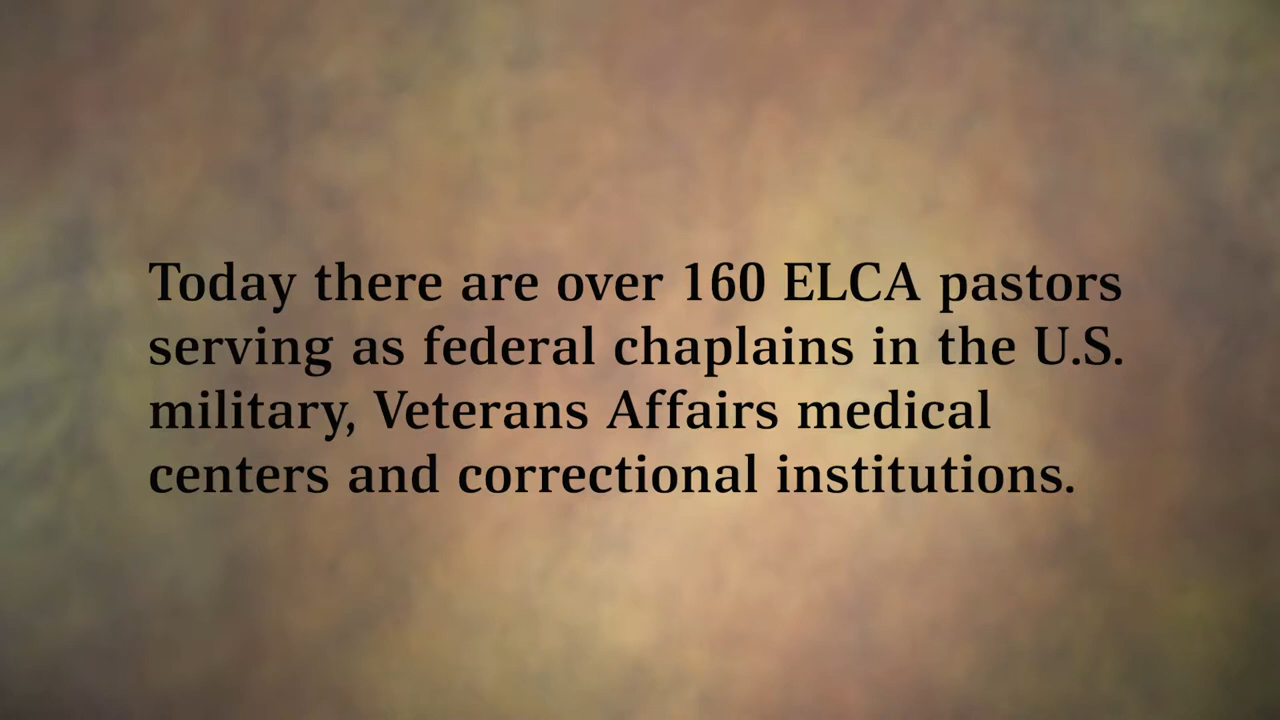 Today there are over 160 ELCA pastors
serving as federal chaplains in the U.S.
military, Veterans Affairs medical
centers and correctional institutions.